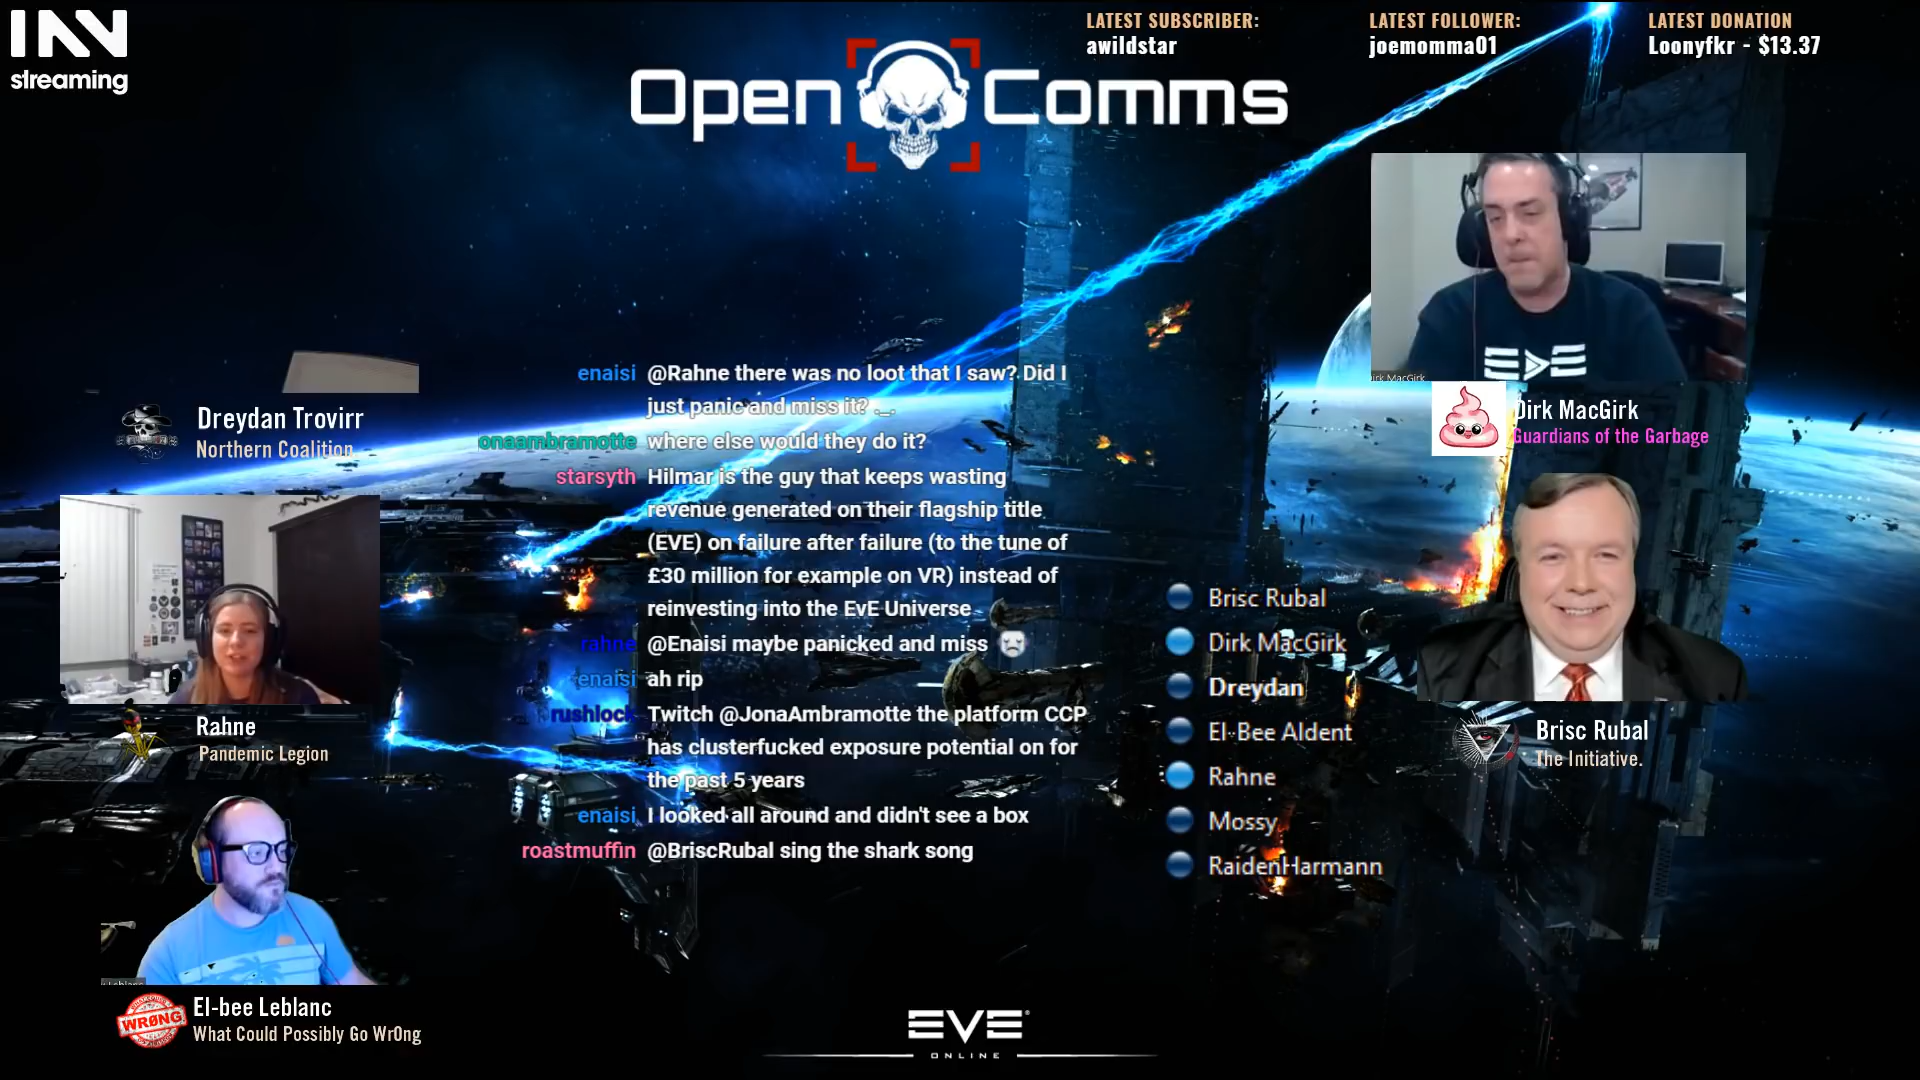 INN
streaming
Open Comms
LATEST SUBSCRIBER:
awildstar
LATEST FOLLOWER:
joemomma01
LATEST DONATION
Loonyfkr - $13.37
EVE
Dirk MacGirk
Guardians of the Garbage
Dreydan Trovirr
Northern Coalition
enaisi @Rahne there was no loot that I saw? Did I
just panic and miss it? ._.
onaambramotte where else would they do it?
starsyth Hilmar is the guy that keeps wasting
revenue generated on their flagship title
(EVE) on failure after failure (to the tune of
£30 million for example on VR) instead of
reinvesting into the EvE Universe
rahne @Enaisi maybe panicked and miss
enaisi ah rip
rushlock Twitch @JonaAmbramotte the platform CCP
has clusterfucked exposure potential on for
the past 5 years
enaisi I looked all around and didn't see a box
roastmuffin @BriscRubal sing the shark song
Brisc Rubal
Dirk MacGirk
Dreydan
El-Bee Aldent
Rahne
Mossy
RaidenHarmann
Rahne
Pandemic Legion
Brisc Rubal
The Initiative.
WRØNG
El-bee Leblanc
What Could Possibly Go Wr0ng
EVE
ONLINE